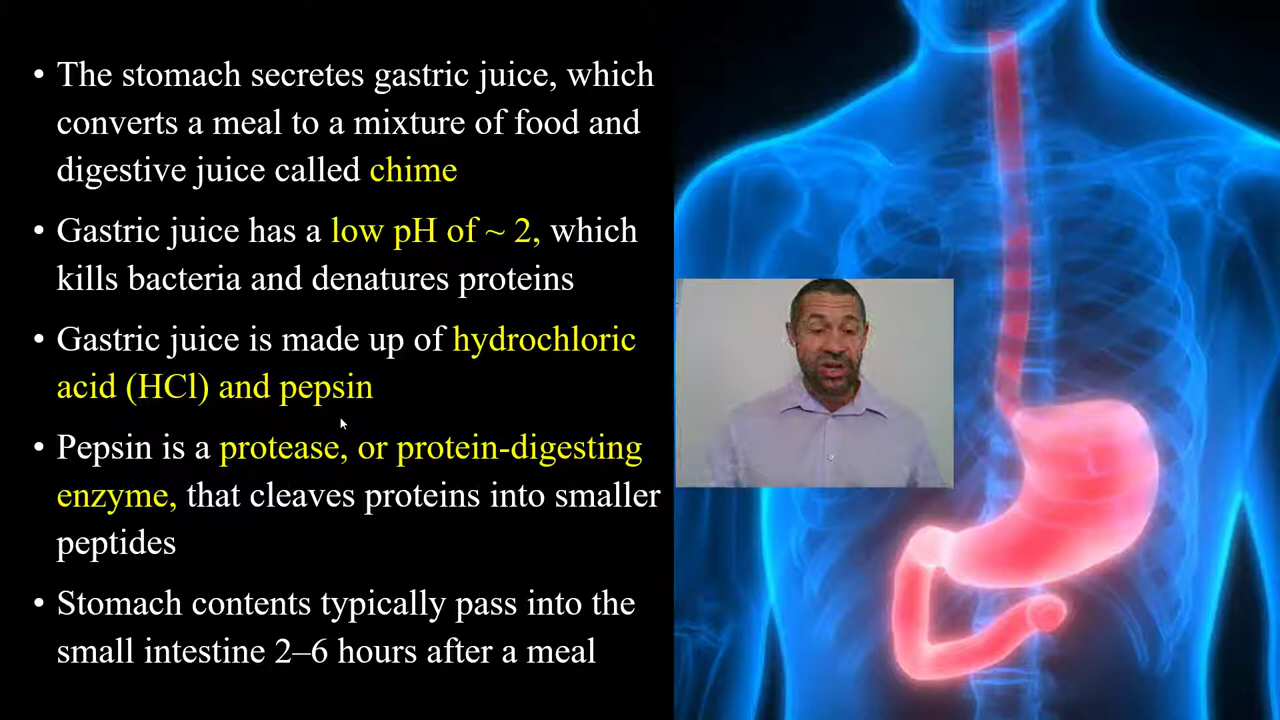 • The stomach secretes gastric juice, which
converts a meal to a mixture of food and
digestive juice called chime
• Gastric juice has a low pH of ~ 2, which
kills bacteria and denatures proteins
• Gastric juice is made up of hydrochloric
acid (HCl) and pepsin
• Pepsin is a protease, or protein-digesting
enzyme, that cleaves proteins into smaller
peptides
• Stomach contents typically pass into the
small intestine 2–6 hours after a meal